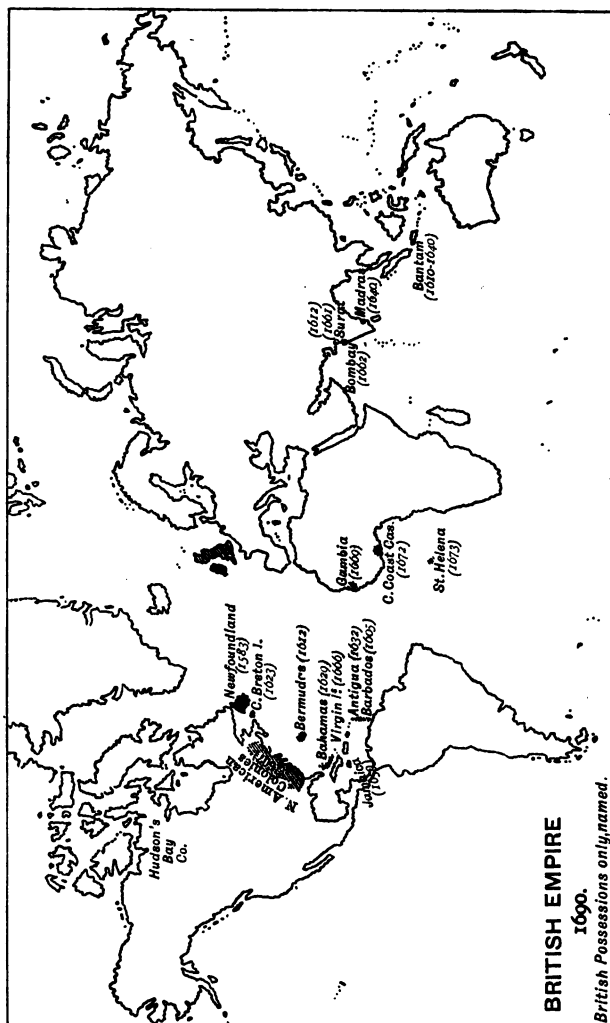 Hudson's
Bay
Co.
N American
Colonies
Newfoundland
(1583)
C. Breton I.
(1623)
Bermudas (1612)
Bahamas (1629)
Virgin Is. (1666)
Antigua (1632)
Barbados (1605)
Gambia
C. Coast Cas.
(1672)
St. Helena
(1673)
(1612)
(1661)
Surat
Bombay
(1662)
Madras
(1640)
Bantam
(1610-1640)
BRITISH EMPIRE
1690.
British Possessions only, named.